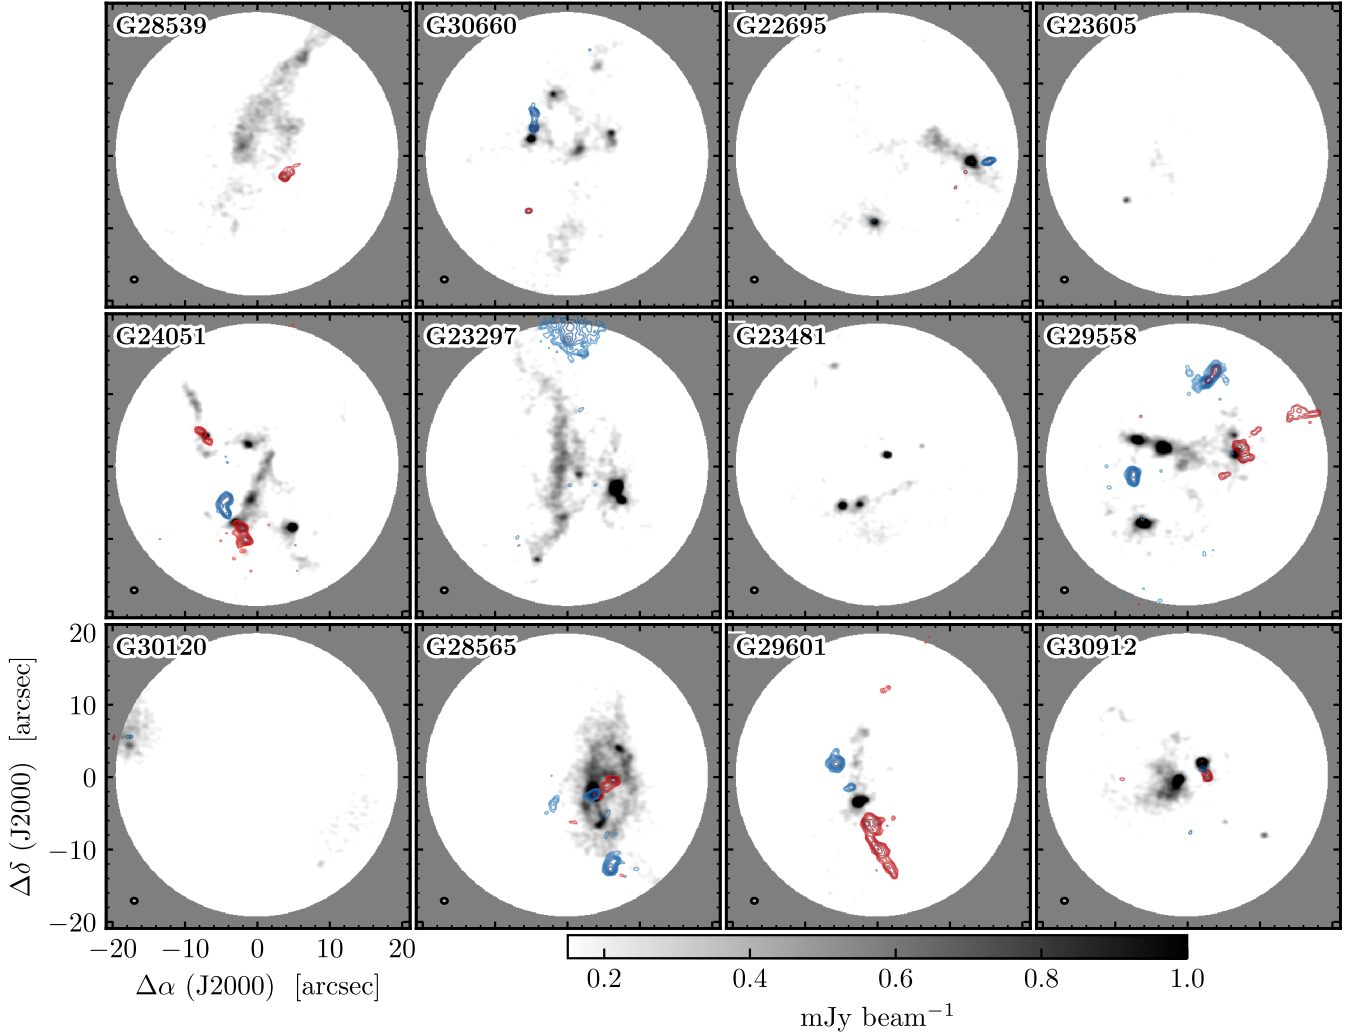 G28539 G30660 G22695 G23605
G24051 G23297 G23481 G29558
G30120 G28565 G29601 G30912
20
10
0
−10
−20
Δδ (J2000) [arcsec]
−20 −10 0 10 20
Δα (J2000) [arcsec]
0.2 0.4 0.6 0.8 1.0
mJy beam⁻¹